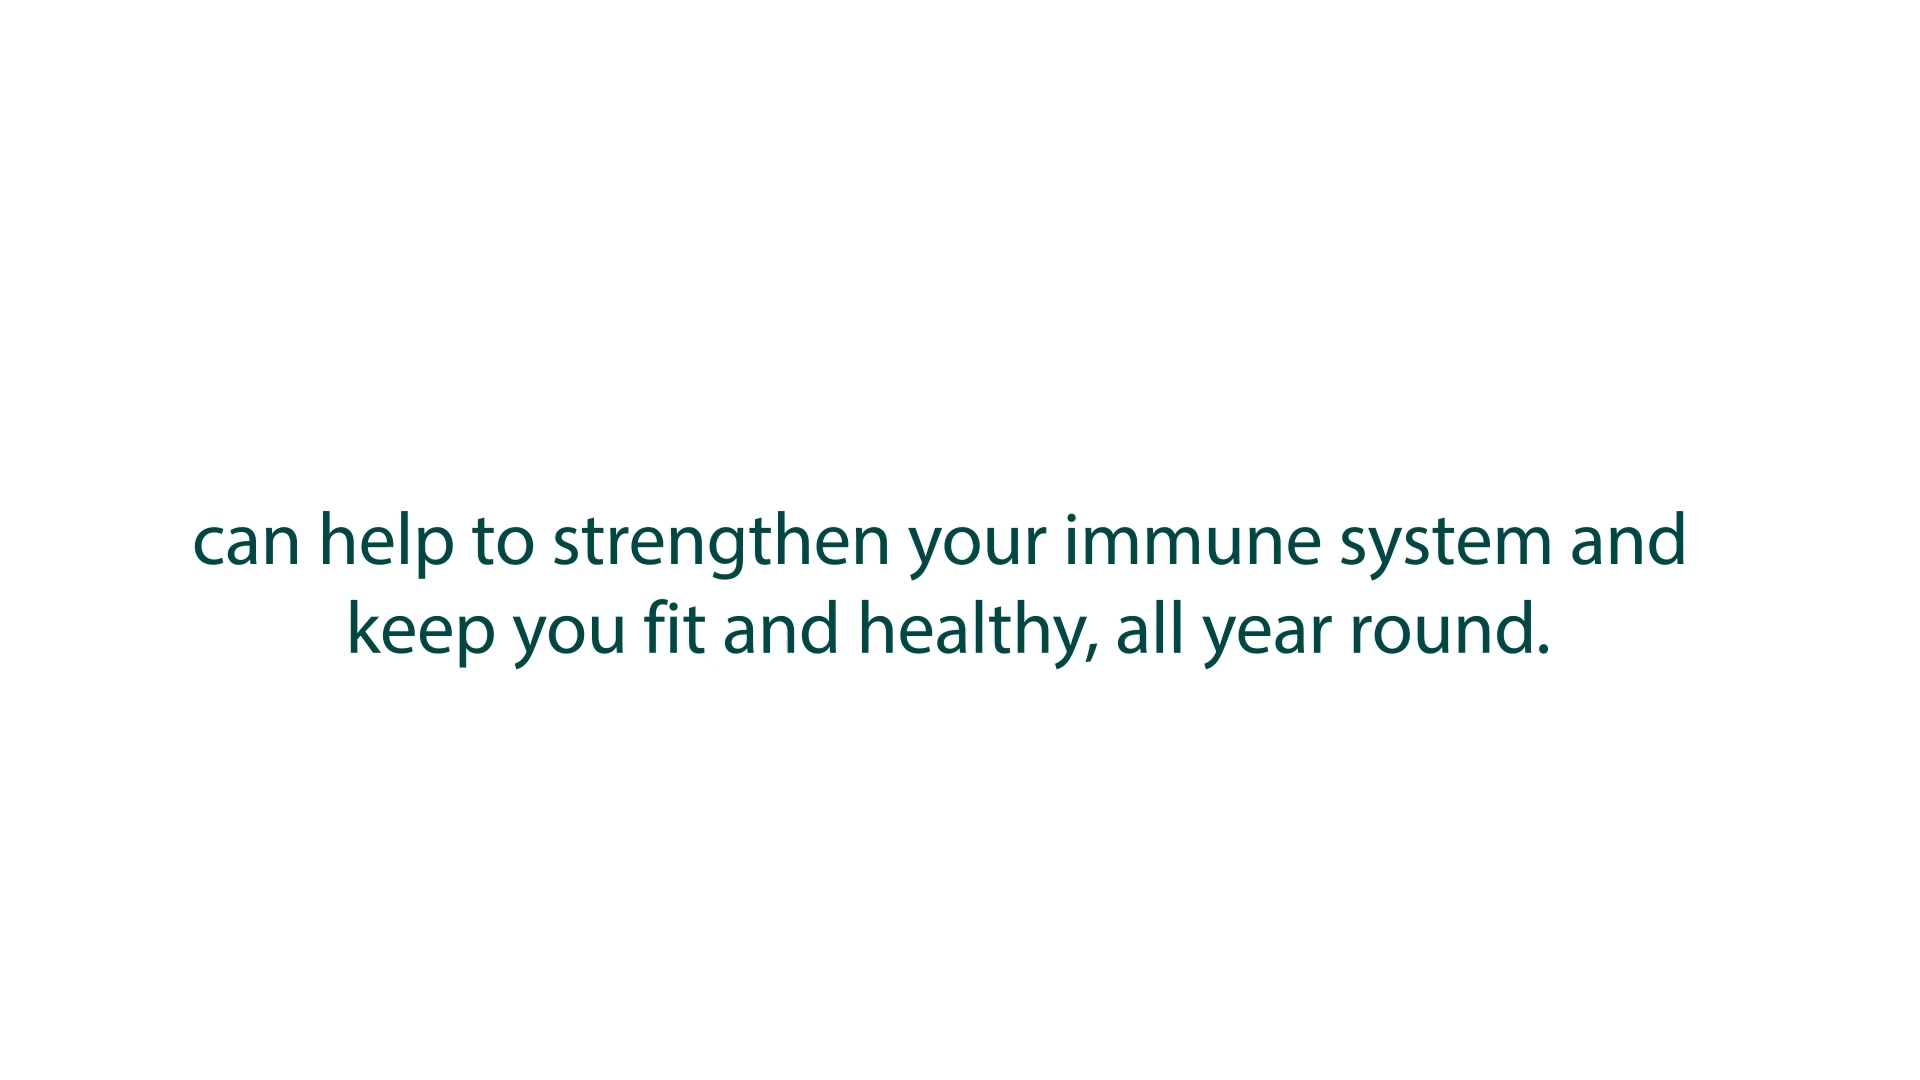 can help to strengthen your immune system and
keep you fit and healthy, all year round.